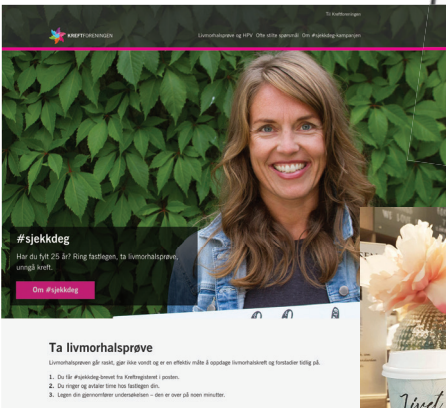 Til Kreftforeningen
KREFTFORENINGEN
Livmorhalsprøve og HPV Ofte stilte spørsmål Om #sjekkdeg-kampanjen
#sjekkdeg
Har du fylt 25 år? Ring fastlegen, ta livmorhalsprøve,
unngå kreft.
Om #sjekkdeg
Ta livmorhalsprøve
Livmorhalsprøven går raskt, gjør ikke vondt og er en effektiv måte å oppdage livmorhalskreft og forstadier tidlig på.
1. Du får #sjekkdeg-brevet fra Kreftregisteret i posten.
2. Du ringer og avtaler time hos fastlegen din.
3. Legen din gjennomfører undersøkelsen – den er over på noen minutter.
Livet